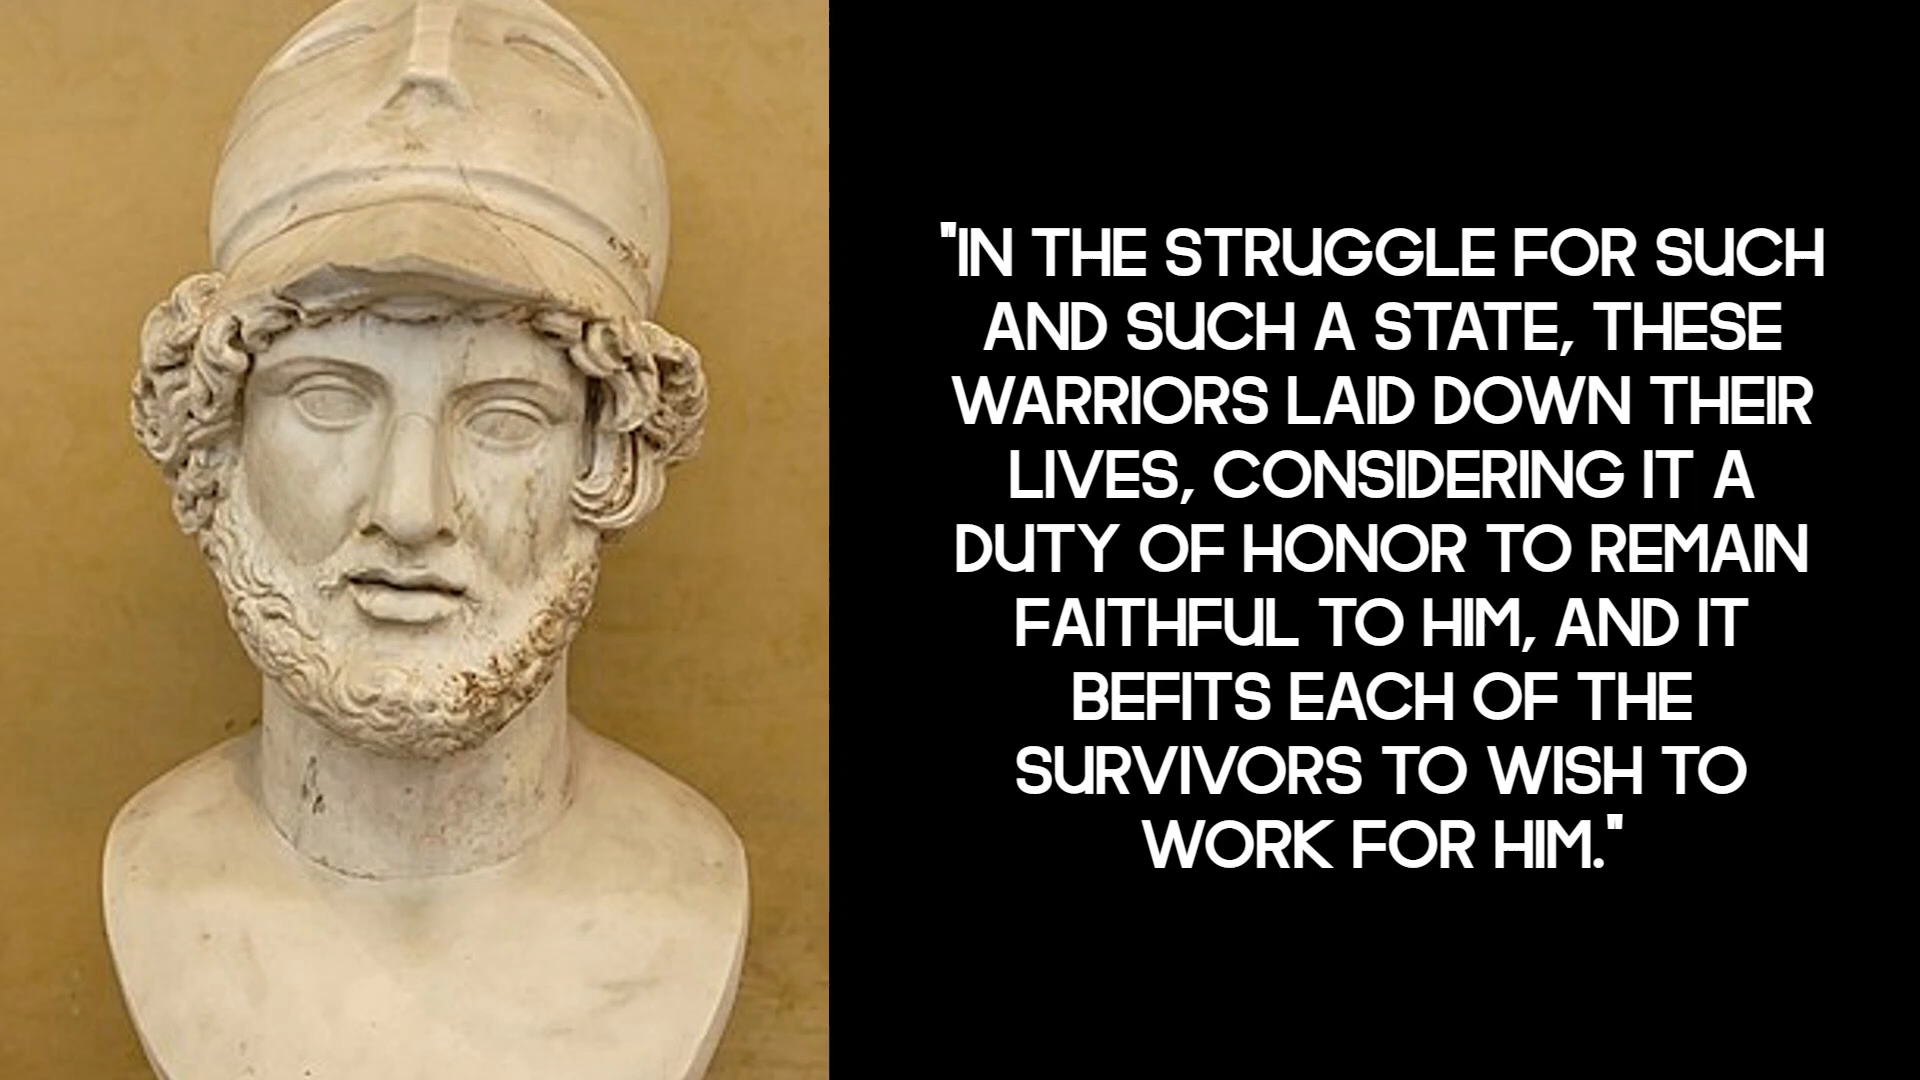 "IN THE STRUGGLE FOR SUCH
AND SUCH A STATE, THESE
WARRIORS LAID DOWN THEIR
LIVES, CONSIDERING IT A
DUTY OF HONOR TO REMAIN
FAITHFUL TO HIM, AND IT
BEFITS EACH OF THE
SURVIVORS TO WISH TO
WORK FOR HIM."